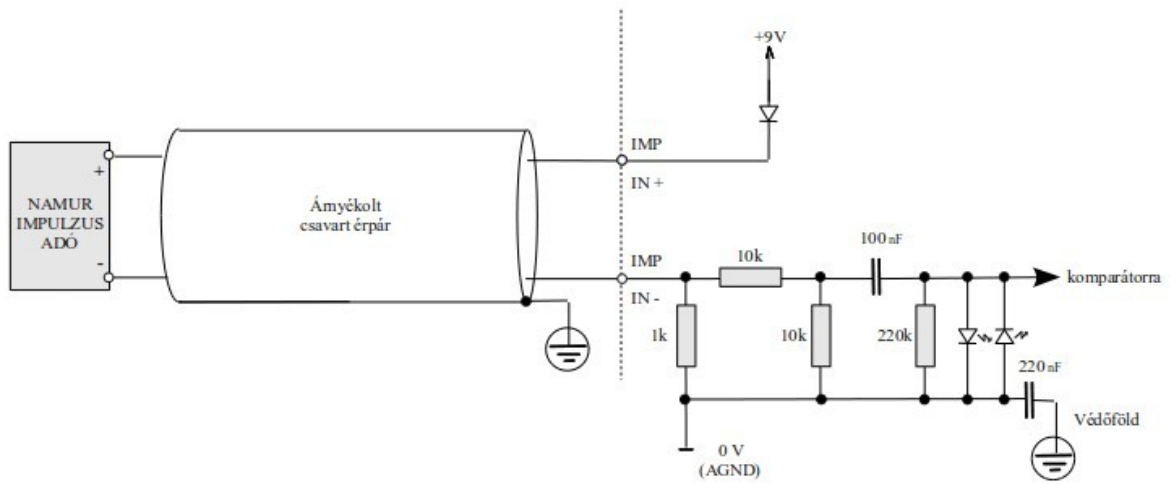 +9V
IMP
IN +
+
NAMUR
IMPULZUS
ADÓ
-
Árnyékolt
csavart érpár
IMP
IN -
10k
100 nF
komparátorra
1k
10k
220k
220 nF
Védőföld
0 V
(AGND)